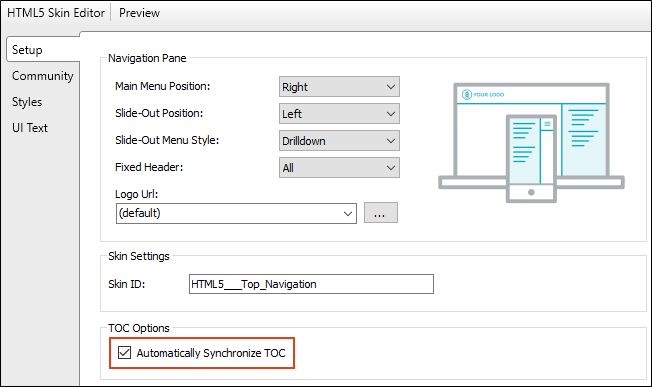 HTML5 Skin Editor Preview
Setup
Community
Styles
UI Text
Navigation Pane
Main Menu Position: Right
Slide-Out Position: Left
Slide-Out Menu Style: Drilldown
Fixed Header: All
Logo Url:
(default) ...
YOUR LOGO
Skin Settings
Skin ID: HTML5___Top_Navigation
TOC Options
Automatically Synchronize TOC